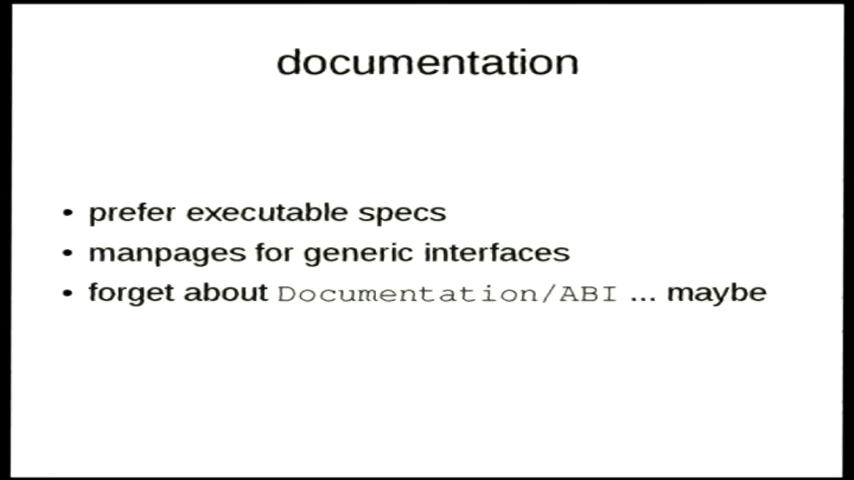 documentation
• prefer executable specs
• manpages for generic interfaces
• forget about Documentation/ABI ... maybe